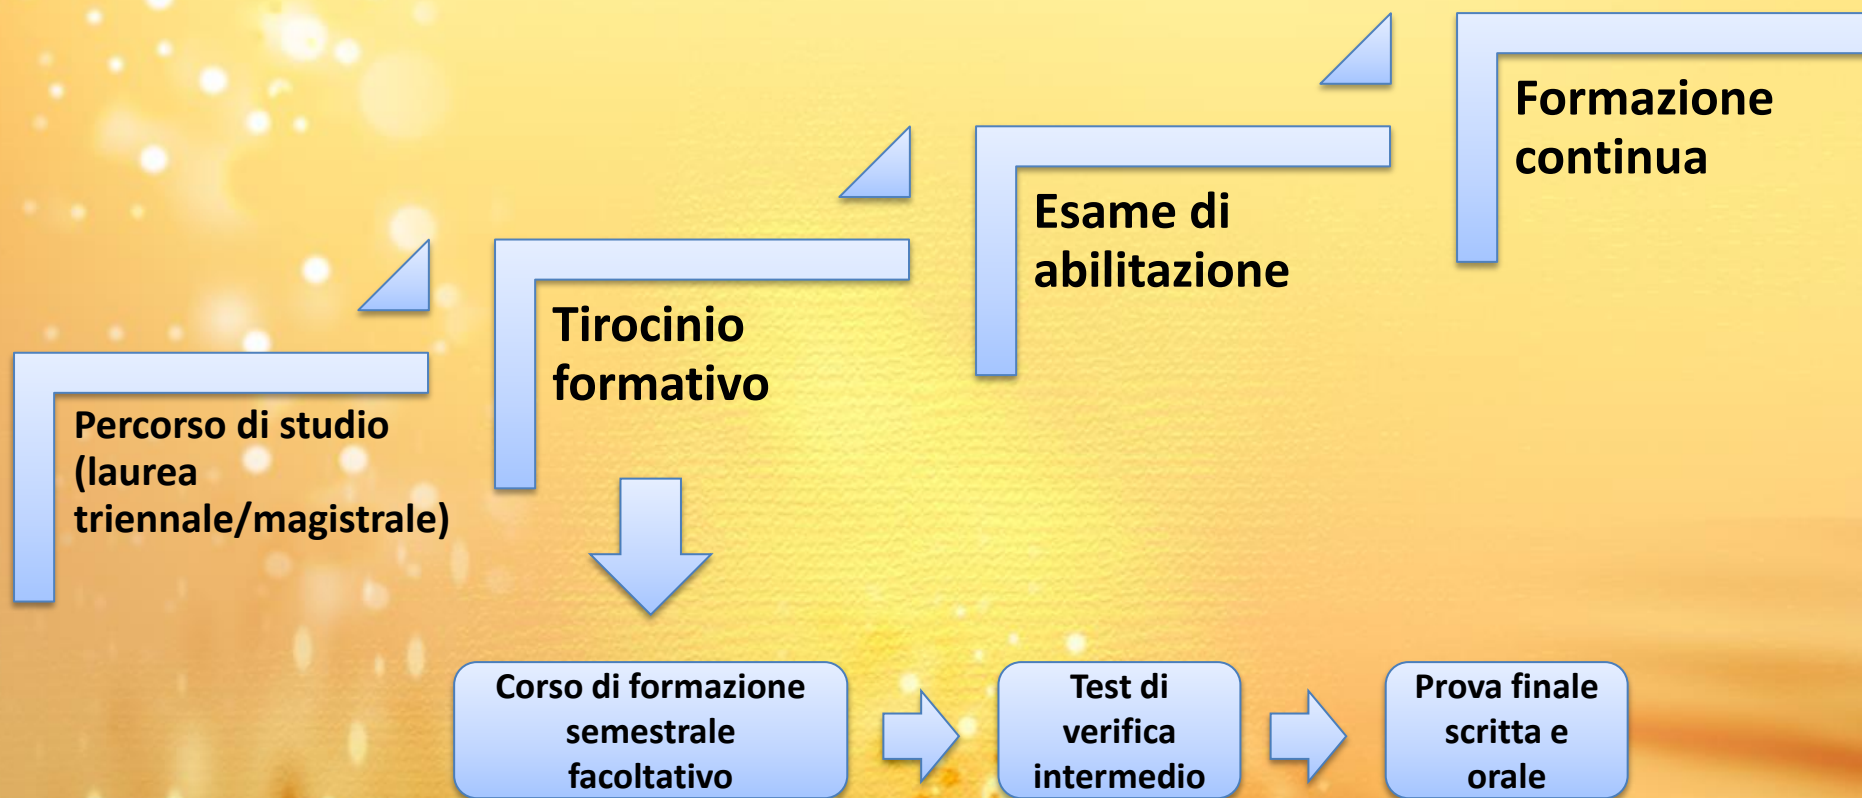 Percorso di studio
(laurea
triennale/magistrale)
Tirocinio
formativo
Esame di
abilitazione
Formazione
continua
Corso di formazione
semestrale
facoltativo
Test di
verifica
intermedio
Prova finale
scritta e
orale